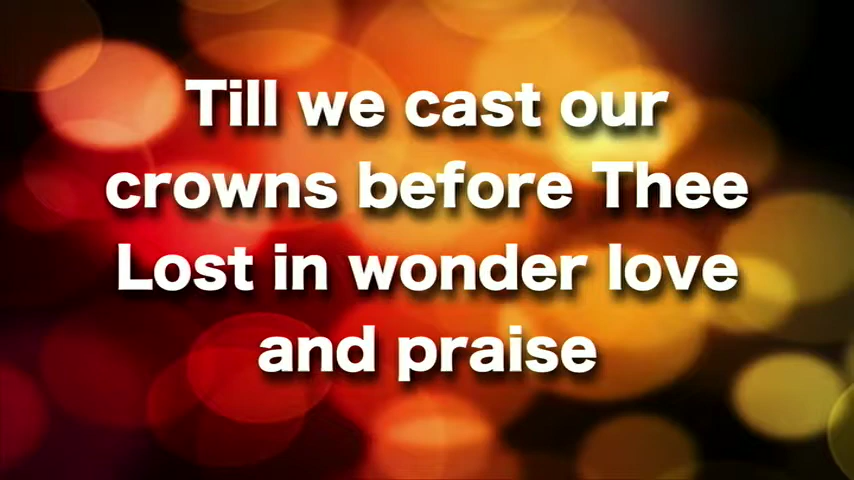 Till we cast our
crowns before Thee
Lost in wonder love
and praise